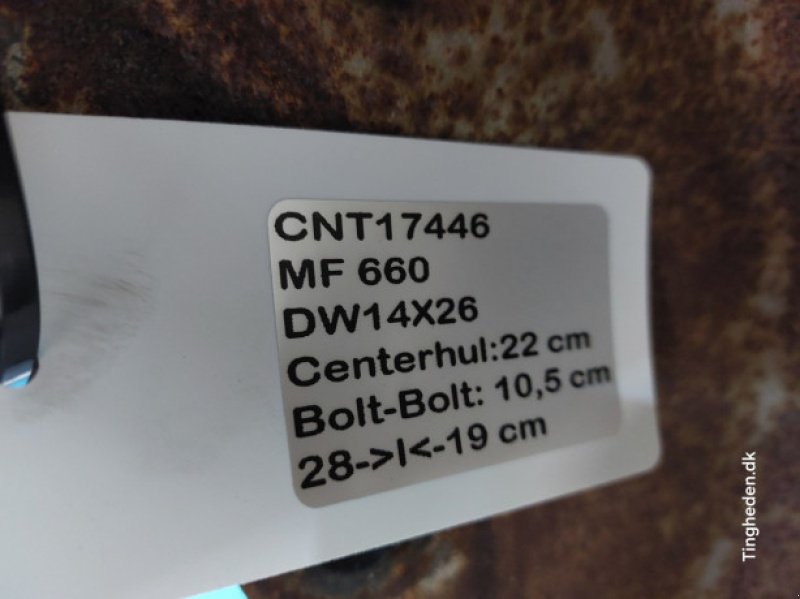 CNT17446
MF 660
DW14X26
Centerhul:22 cm
Bolt-Bolt: 10,5 cm
28->I<-19 cm
Tingheden.dk